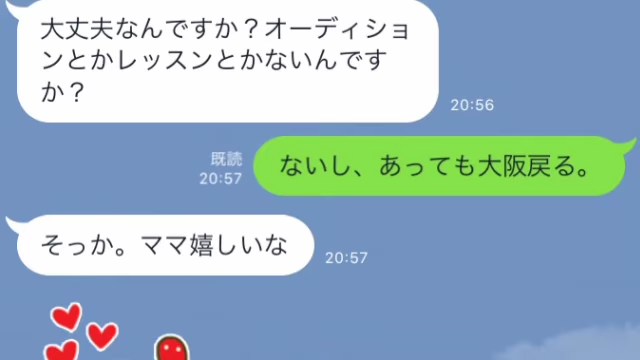 大丈夫なんですか？オーディショ
ンとかレッスンとかないんです
か？
20:56
既読
20:57
ないし、あっても大阪戻る。
そっか。ママ嬉しいな
20:57